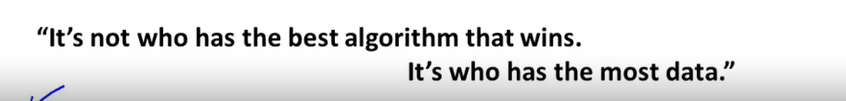 “It’s not who has the best algorithm that wins.
It’s who has the most data.”